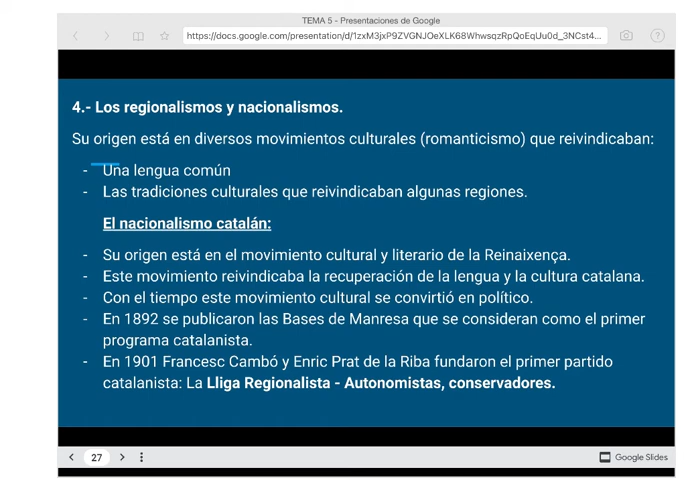 TEMA 5 - Presentaciones de Google
https://docs.google.com/presentation/d/1zxM3jxP9ZVGNJOeXLK68WhwsqzRpQoEqUu0d_3NCst4...
4.- Los regionalismos y nacionalismos.
Su origen está en diversos movimientos culturales (romanticismo) que reivindicaban:
- Una lengua común
- Las tradiciones culturales que reivindicaban algunas regiones.
El nacionalismo catalán:
- Su origen está en el movimiento cultural y literario de la Reinaixença.
- Este movimiento reivindicaba la recuperación de la lengua y la cultura catalana.
- Con el tiempo este movimiento cultural se convirtió en político.
- En 1892 se publicaron las Bases de Manresa que se consideran como el primer
programa catalanista.
- En 1901 Francesc Cambó y Enric Prat de la Riba fundaron el primer partido
catalanista: La Lliga Regionalista - Autonomistas, conservadores.
27
Google Slides